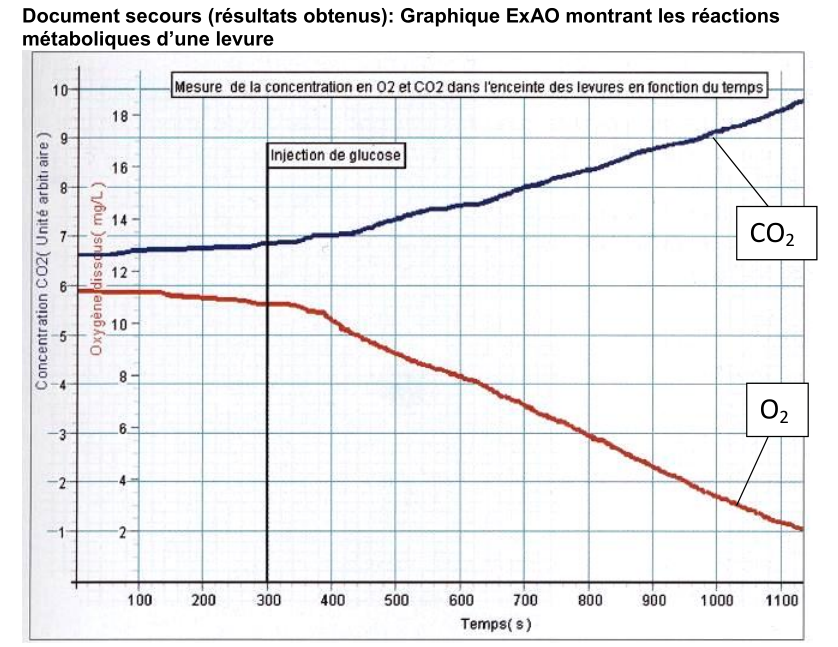 Document secours (résultats obtenus): Graphique ExAO montrant les réactions
métaboliques d’une levure
Mesure de la concentration en O2 et CO2 dans l'enceinte des levures en fonction du temps
Injection de glucose
Concentration CO2( Unité arbitraire )
10
9
8
7
6
5
4
3
2
1
Oxygène dissous( mg/L)
18
16
14
12
10
8
6
4
2
CO2
O2
100 200 300 400 500 600 700 800 900 1000 1100
Temps( s )